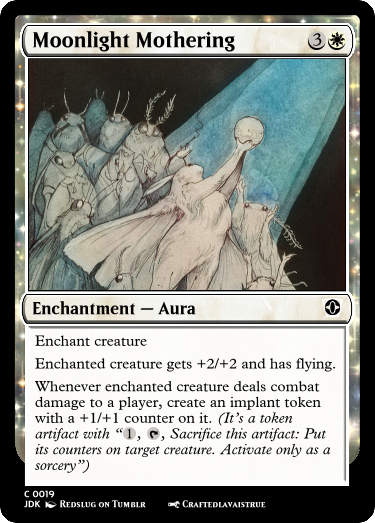 Moonlight Mothering 3
Enchantment — Aura
Enchant creature
Enchanted creature gets +2/+2 and has flying.
Whenever enchanted creature deals combat
damage to a player, create an implant token
with a +1/+1 counter on it. (It's a token
artifact with "1, , Sacrifice this artifact: Put
its counters on target creature. Activate only as a
sorcery")
C 0019
JDK Redslug on Tumblr Craftedlavaistrue